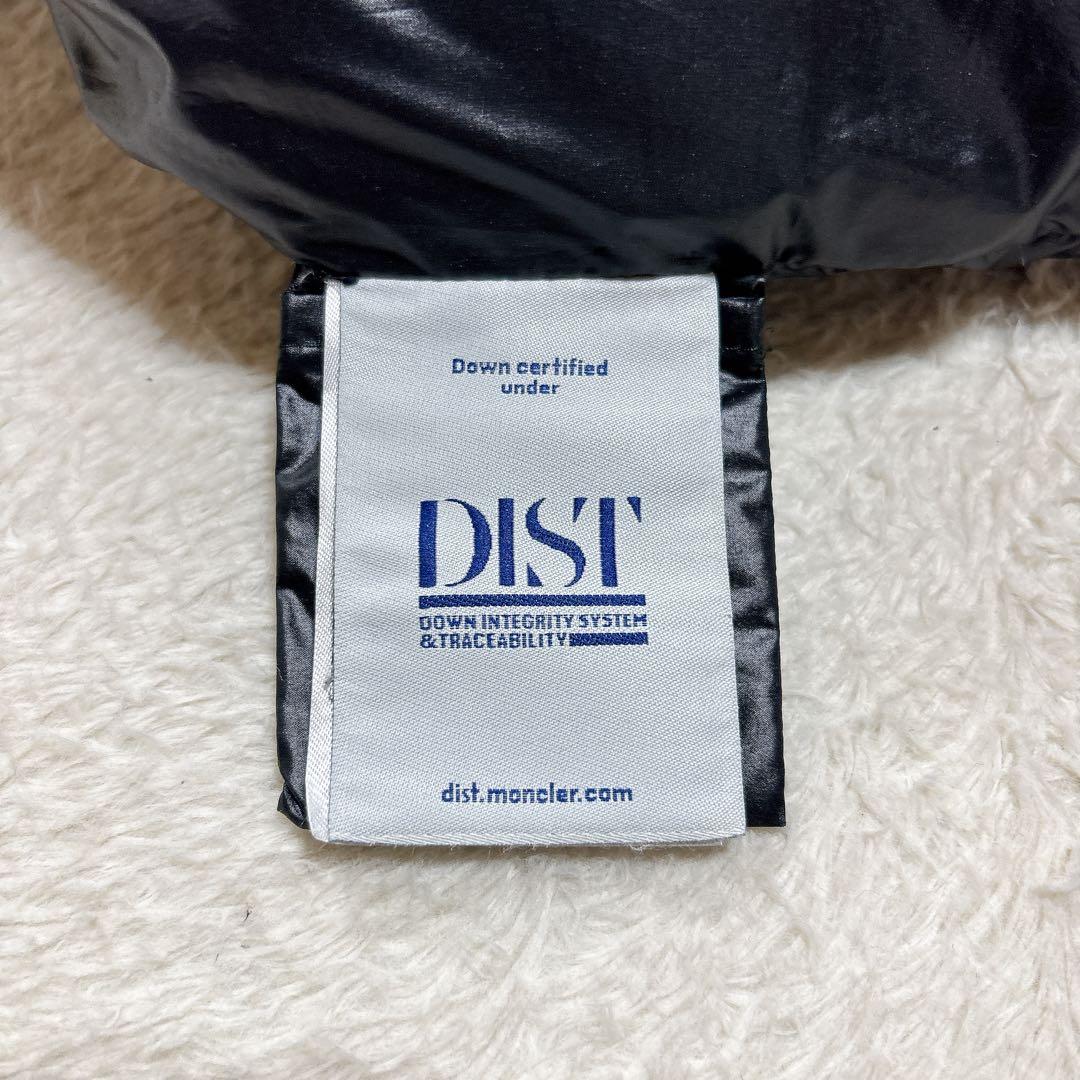 Down certified
under
DIST
DOWN INTEGRITY SYSTEM
&TRACEABILITY
dist.moncler.com